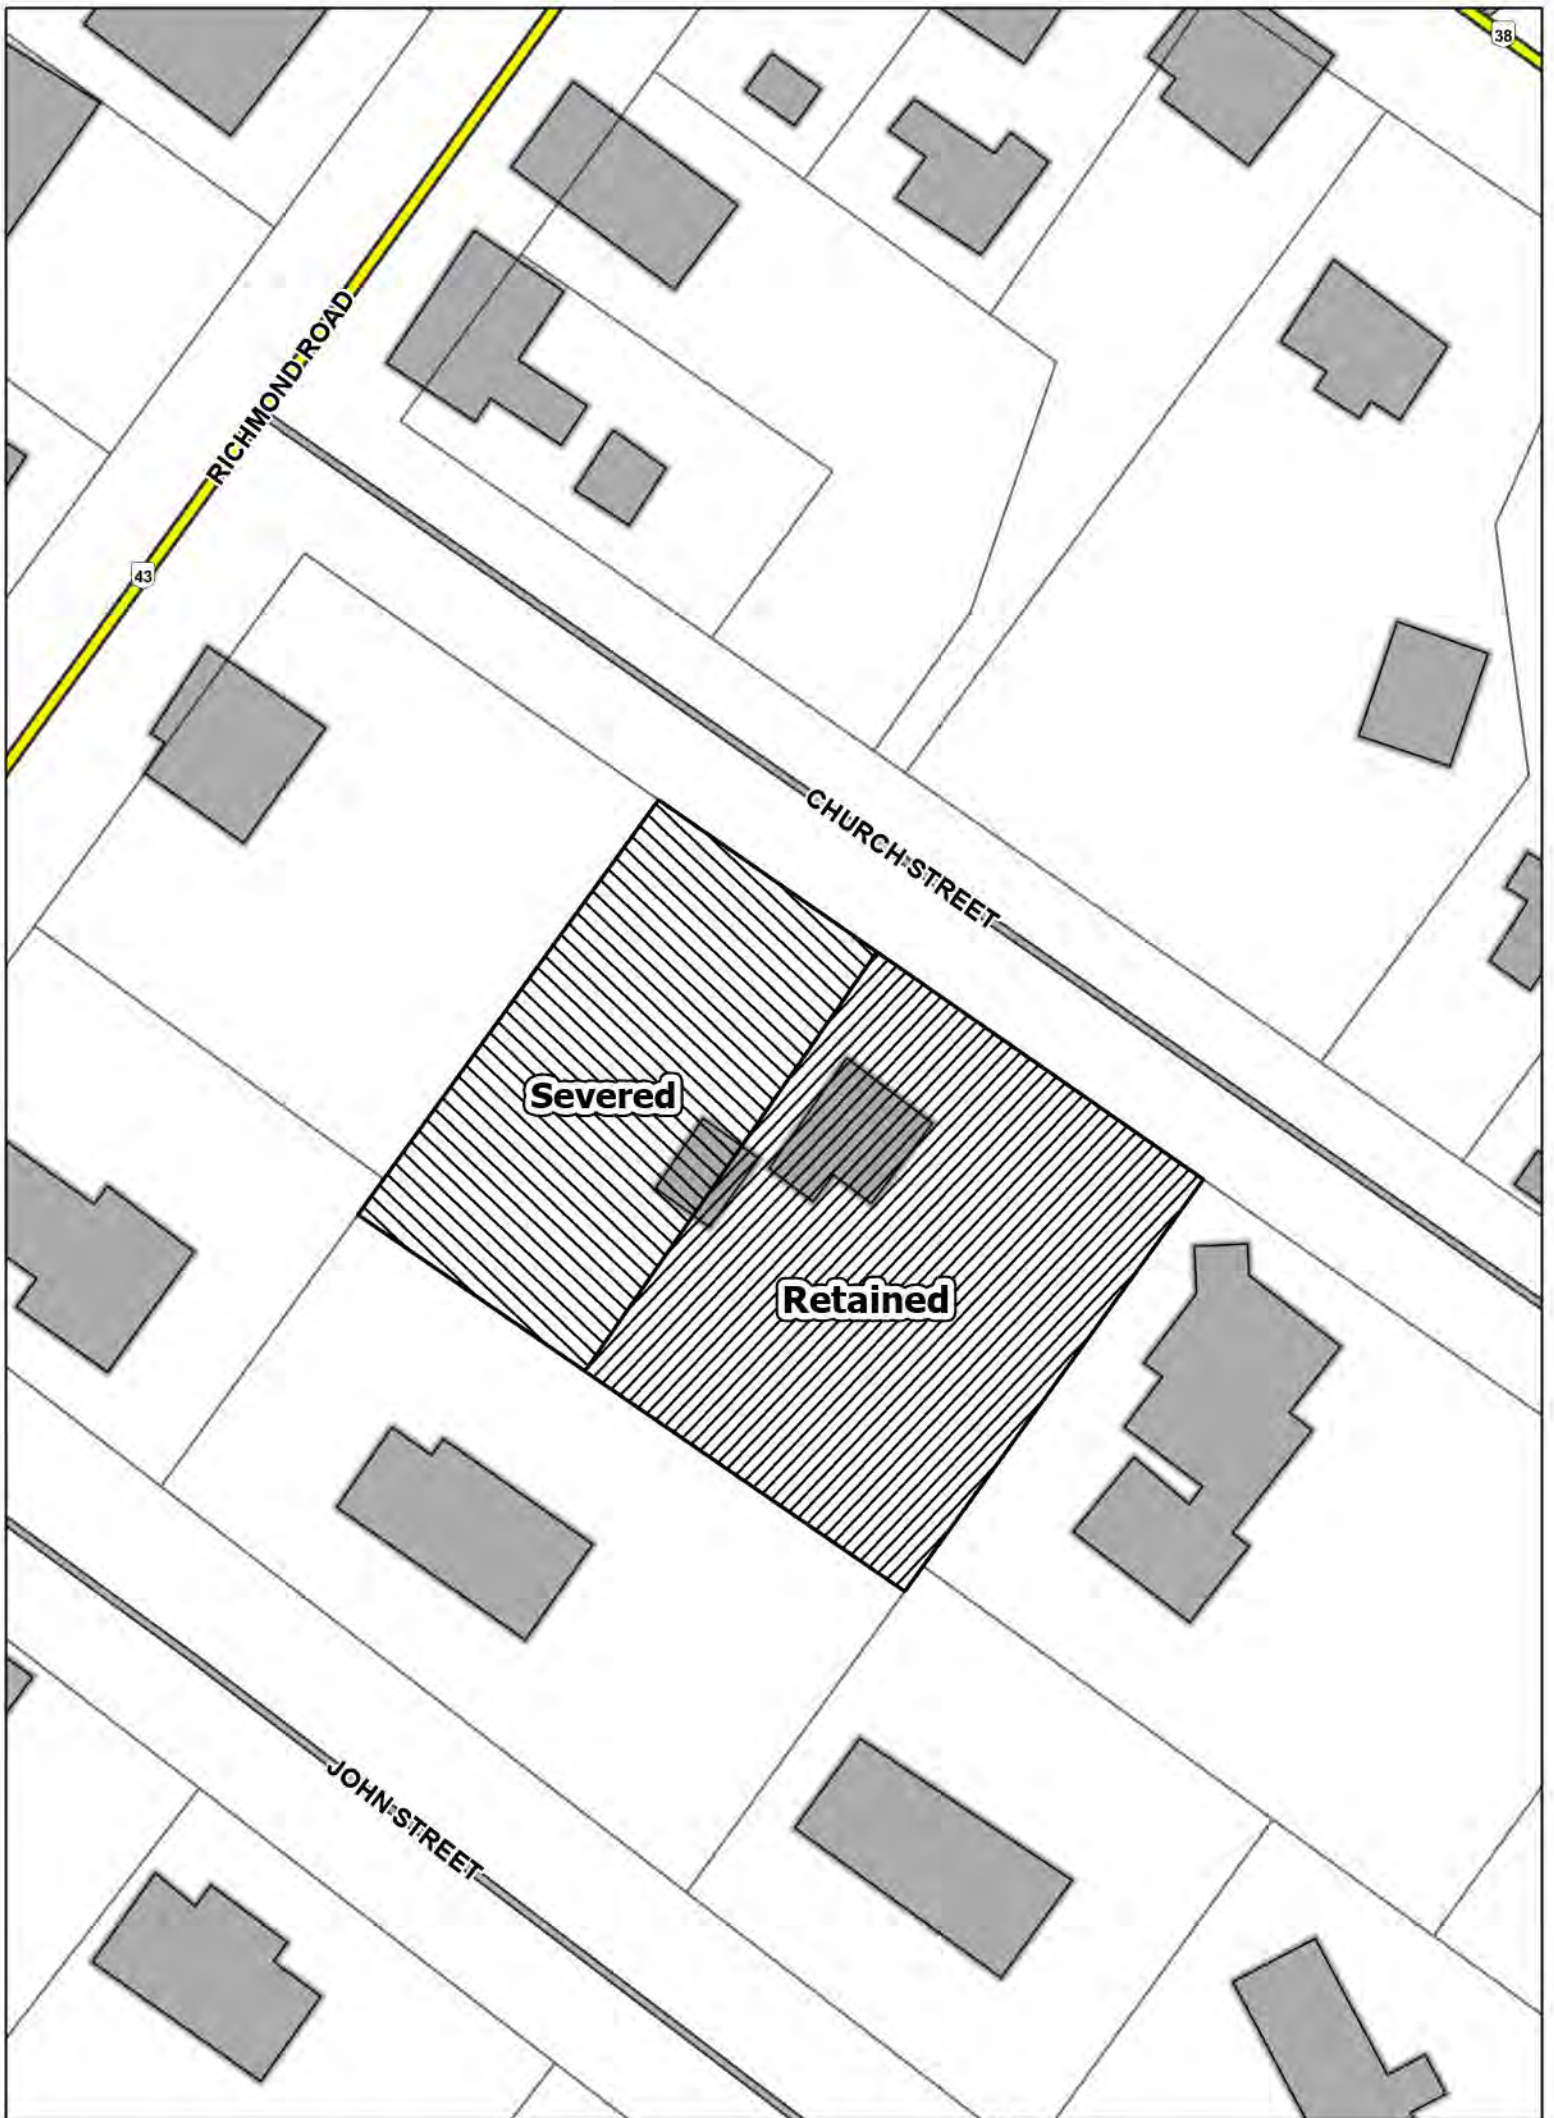 38
RICHMOND ROAD
43
CHURCH STREET
Severed
Retained
JOHN STREET